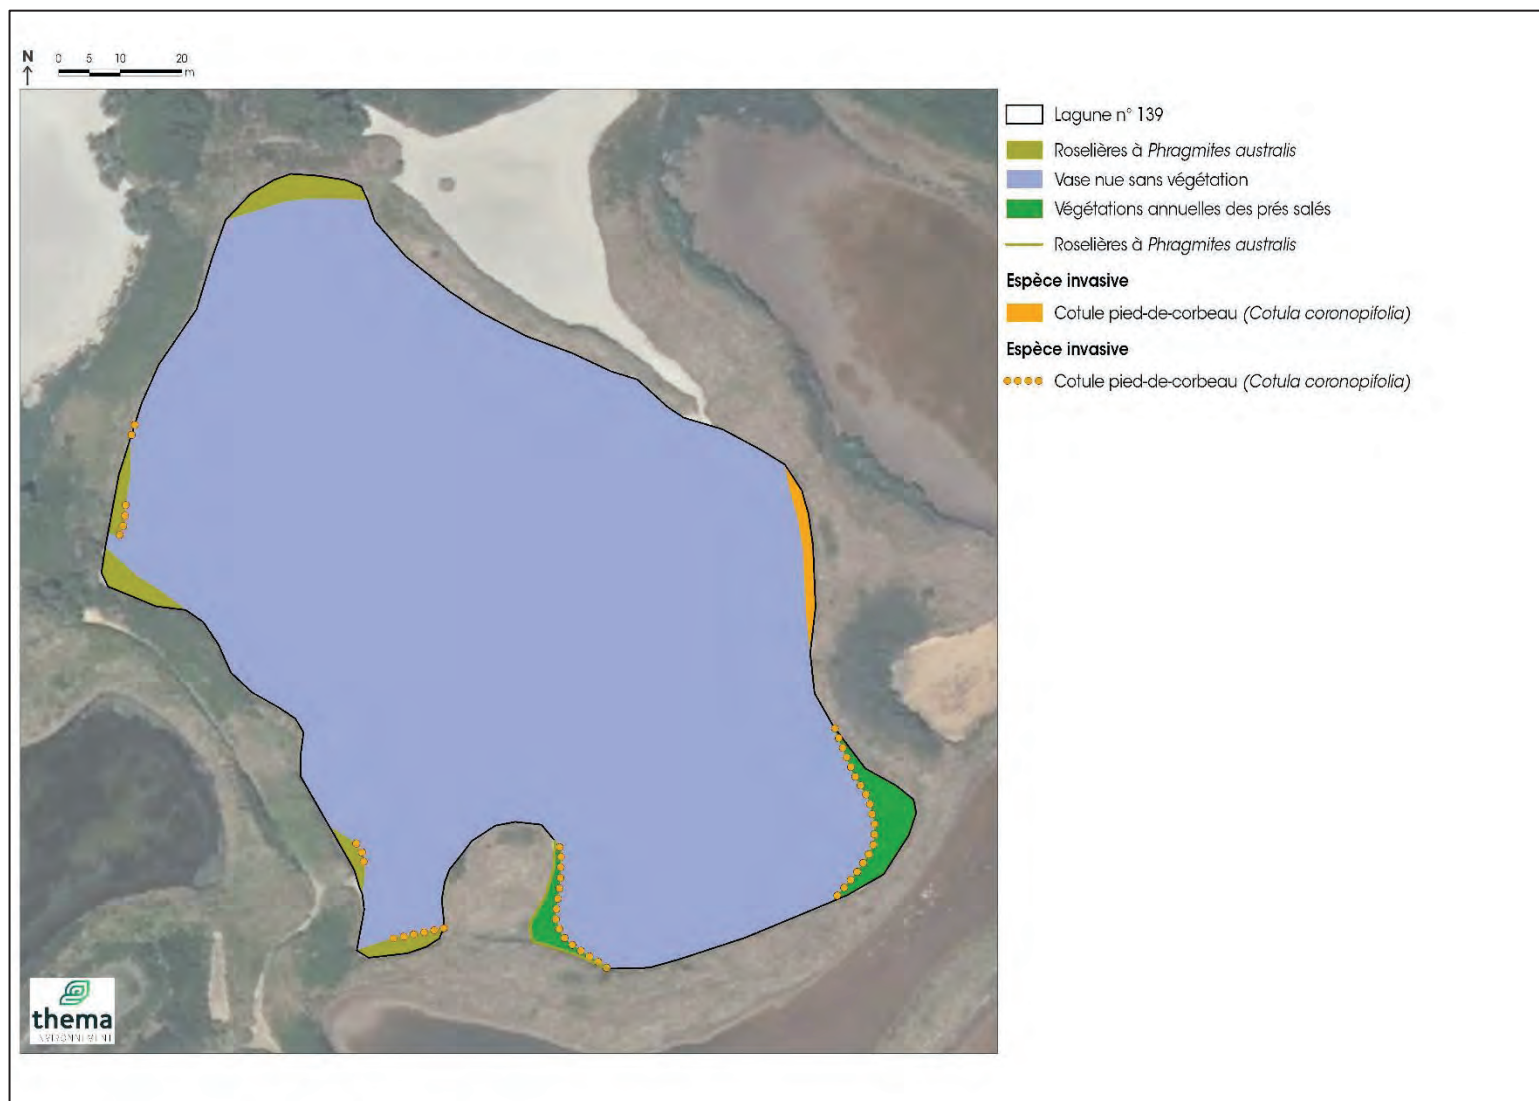 N
0 5 10 20
m
Lagune n° 139
Roselières à Phragmites australis
Vase nue sans végétation
Végétations annuelles des prés salés
Roselières à Phragmites australis
Espèce invasive
Cotule pied-de-corbeau (Cotula coronopifolia)
Espèce invasive
Cotule pied-de-corbeau (Cotula coronopifolia)
thema
ENVIRONNEMENT